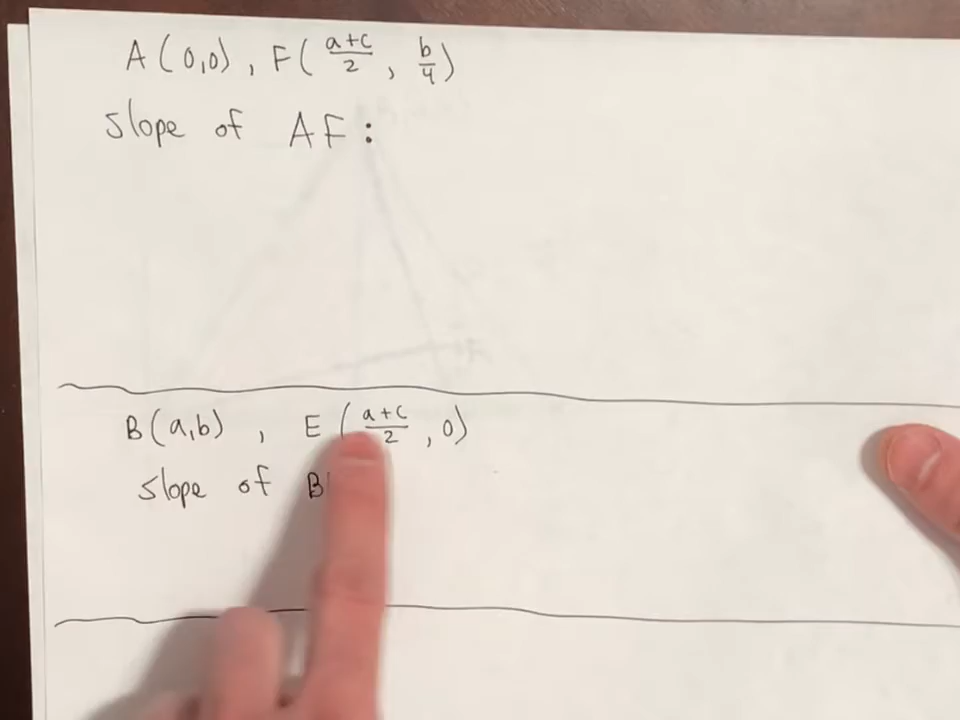 A(0,0), F(a+c/2, b/4)
slope of AF:
B(a,b), E(a+c/2, 0)
slope of B